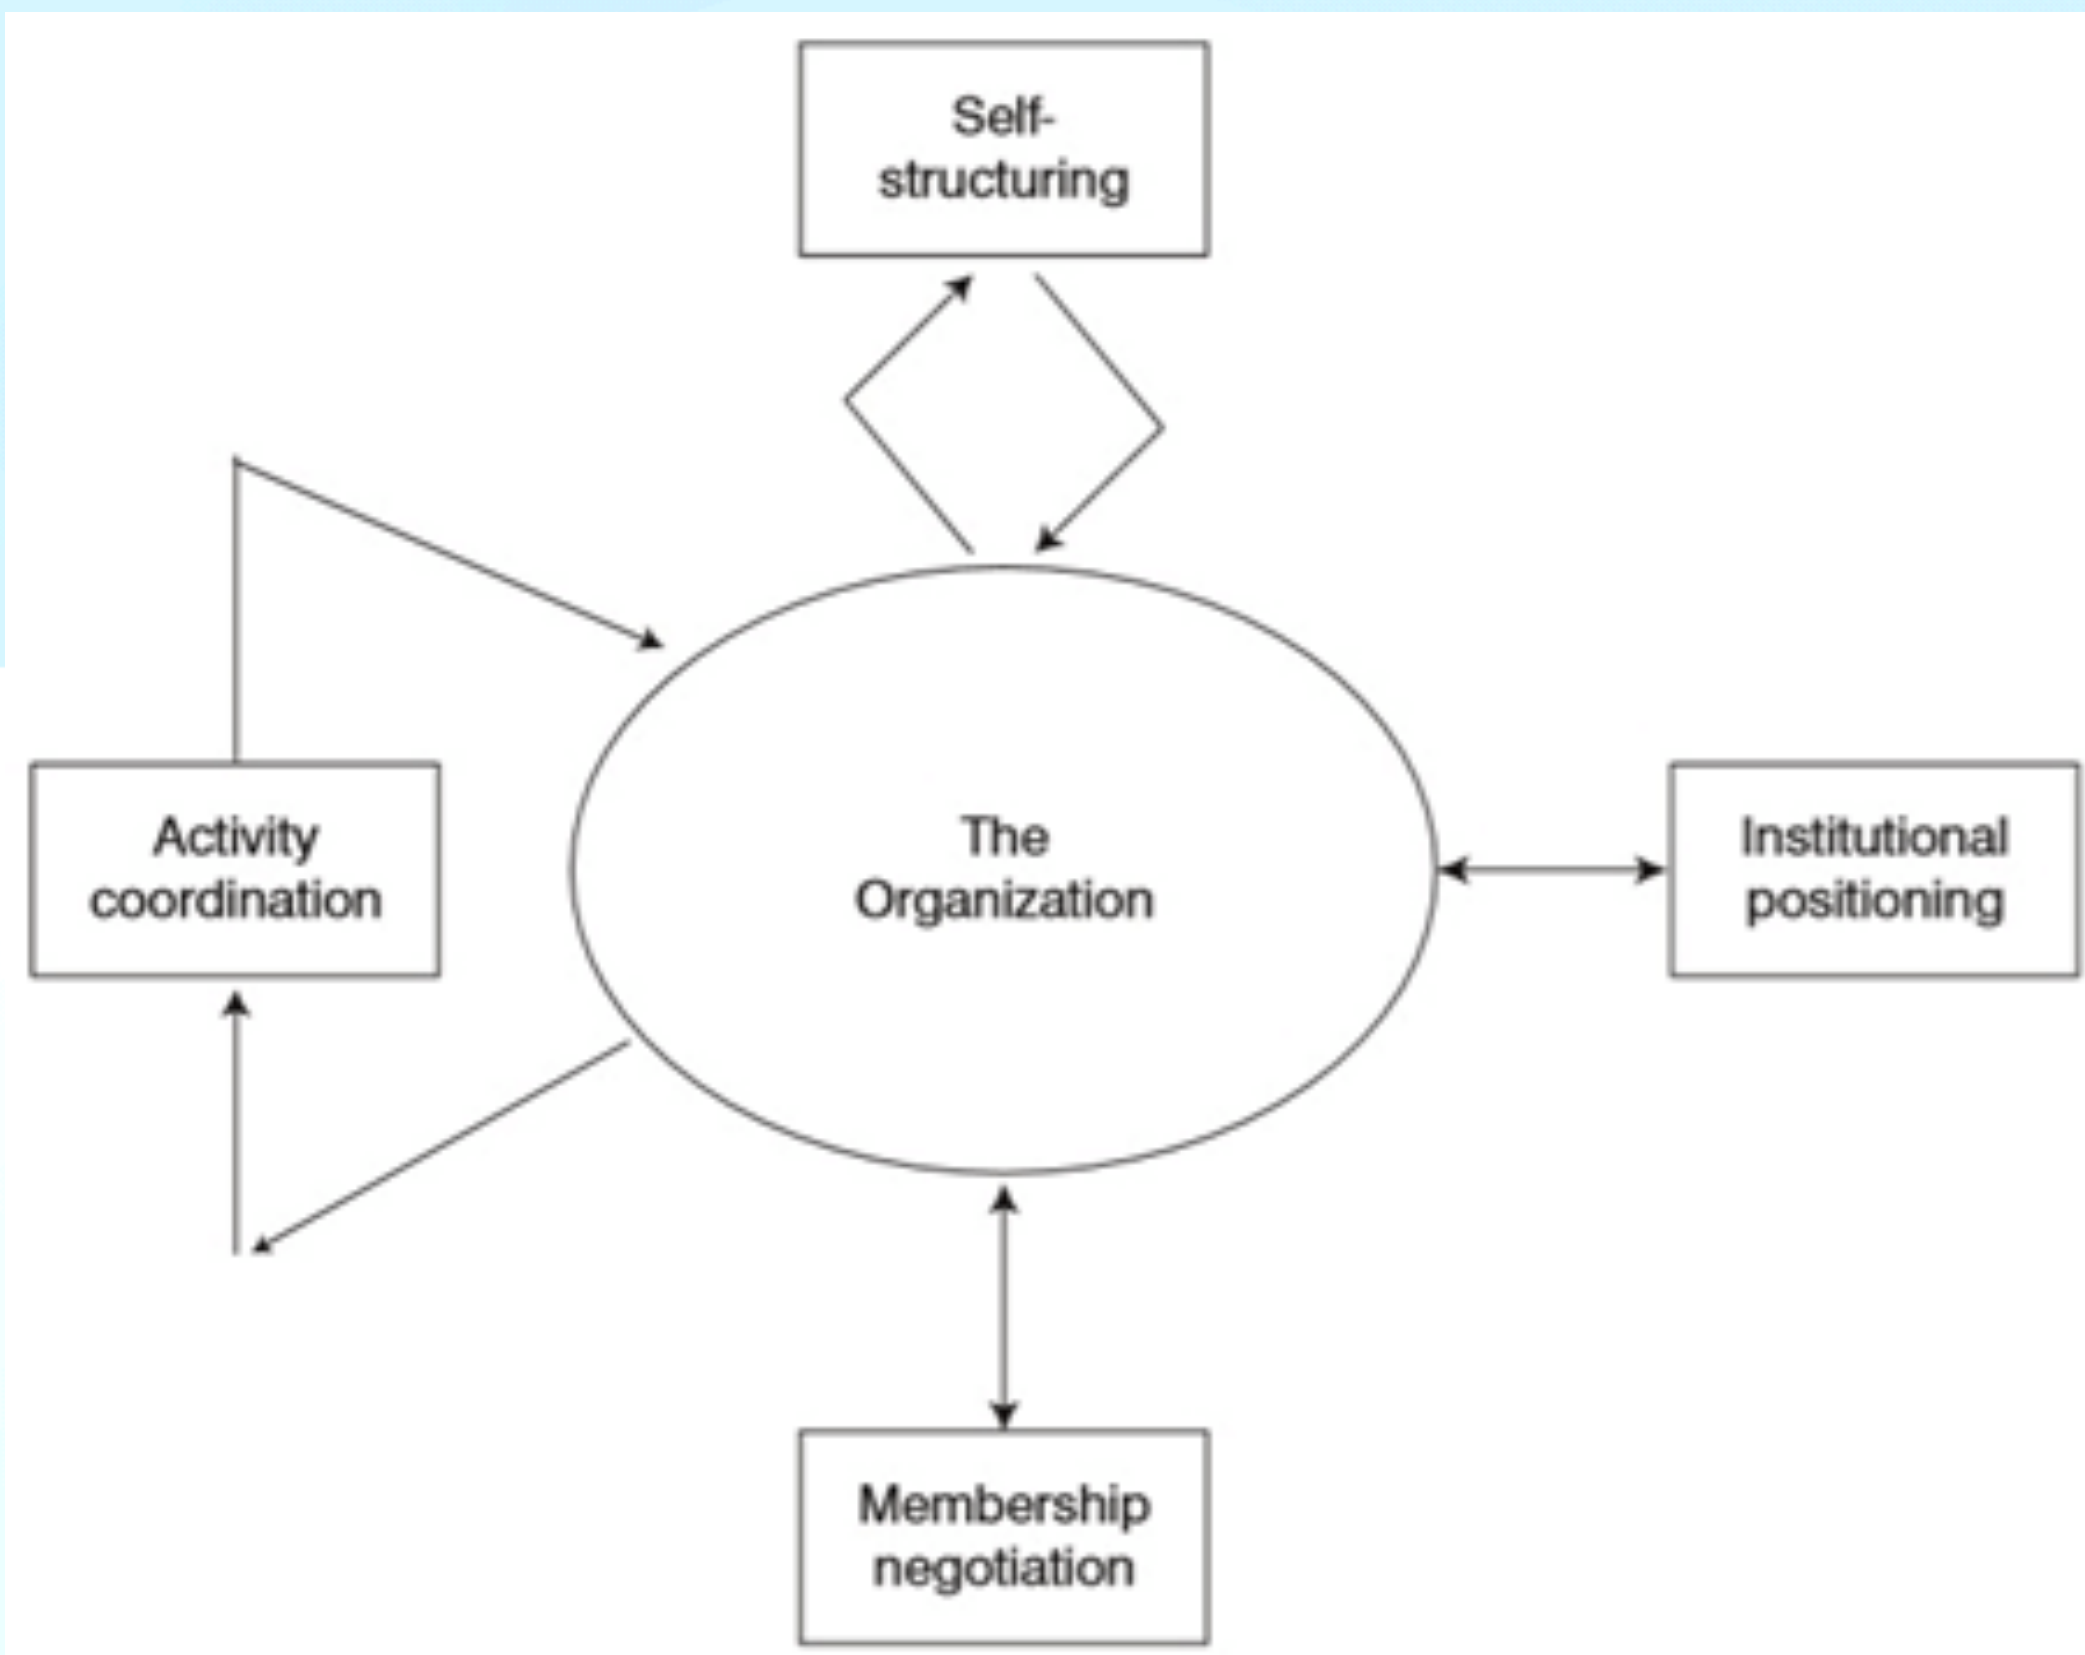 Self-
structuring
Activity
coordination
The
Organization
Institutional
positioning
Membership
negotiation